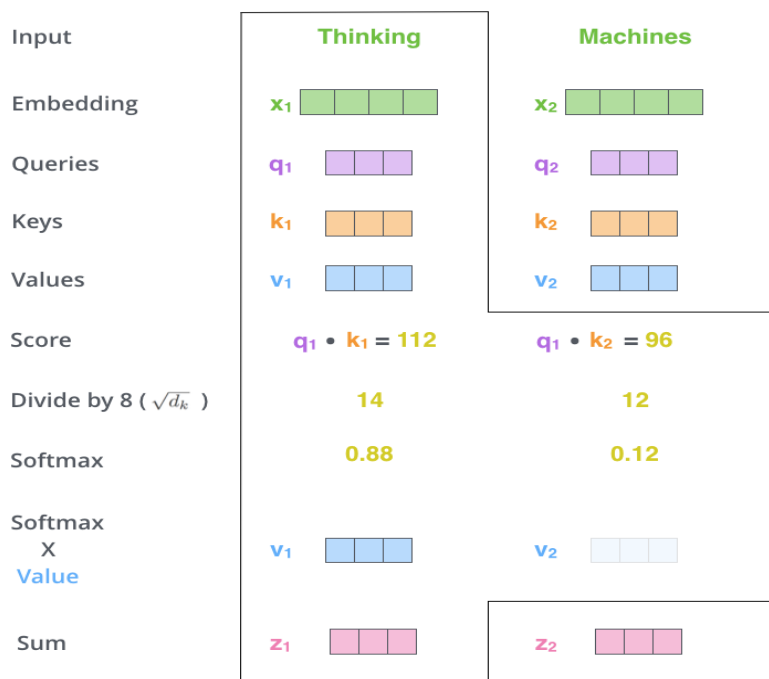 Input Thinking Machines
Embedding x₁ x₂
Queries q₁ q₂
Keys k₁ k₂
Values v₁ v₂
Score q₁ • k₁ = 112 q₁ • k₂ = 96
Divide by 8 ( √dₖ ) 14 12
Softmax 0.88 0.12
Softmax
X v₁ v₂
Value
Sum z₁ z₂